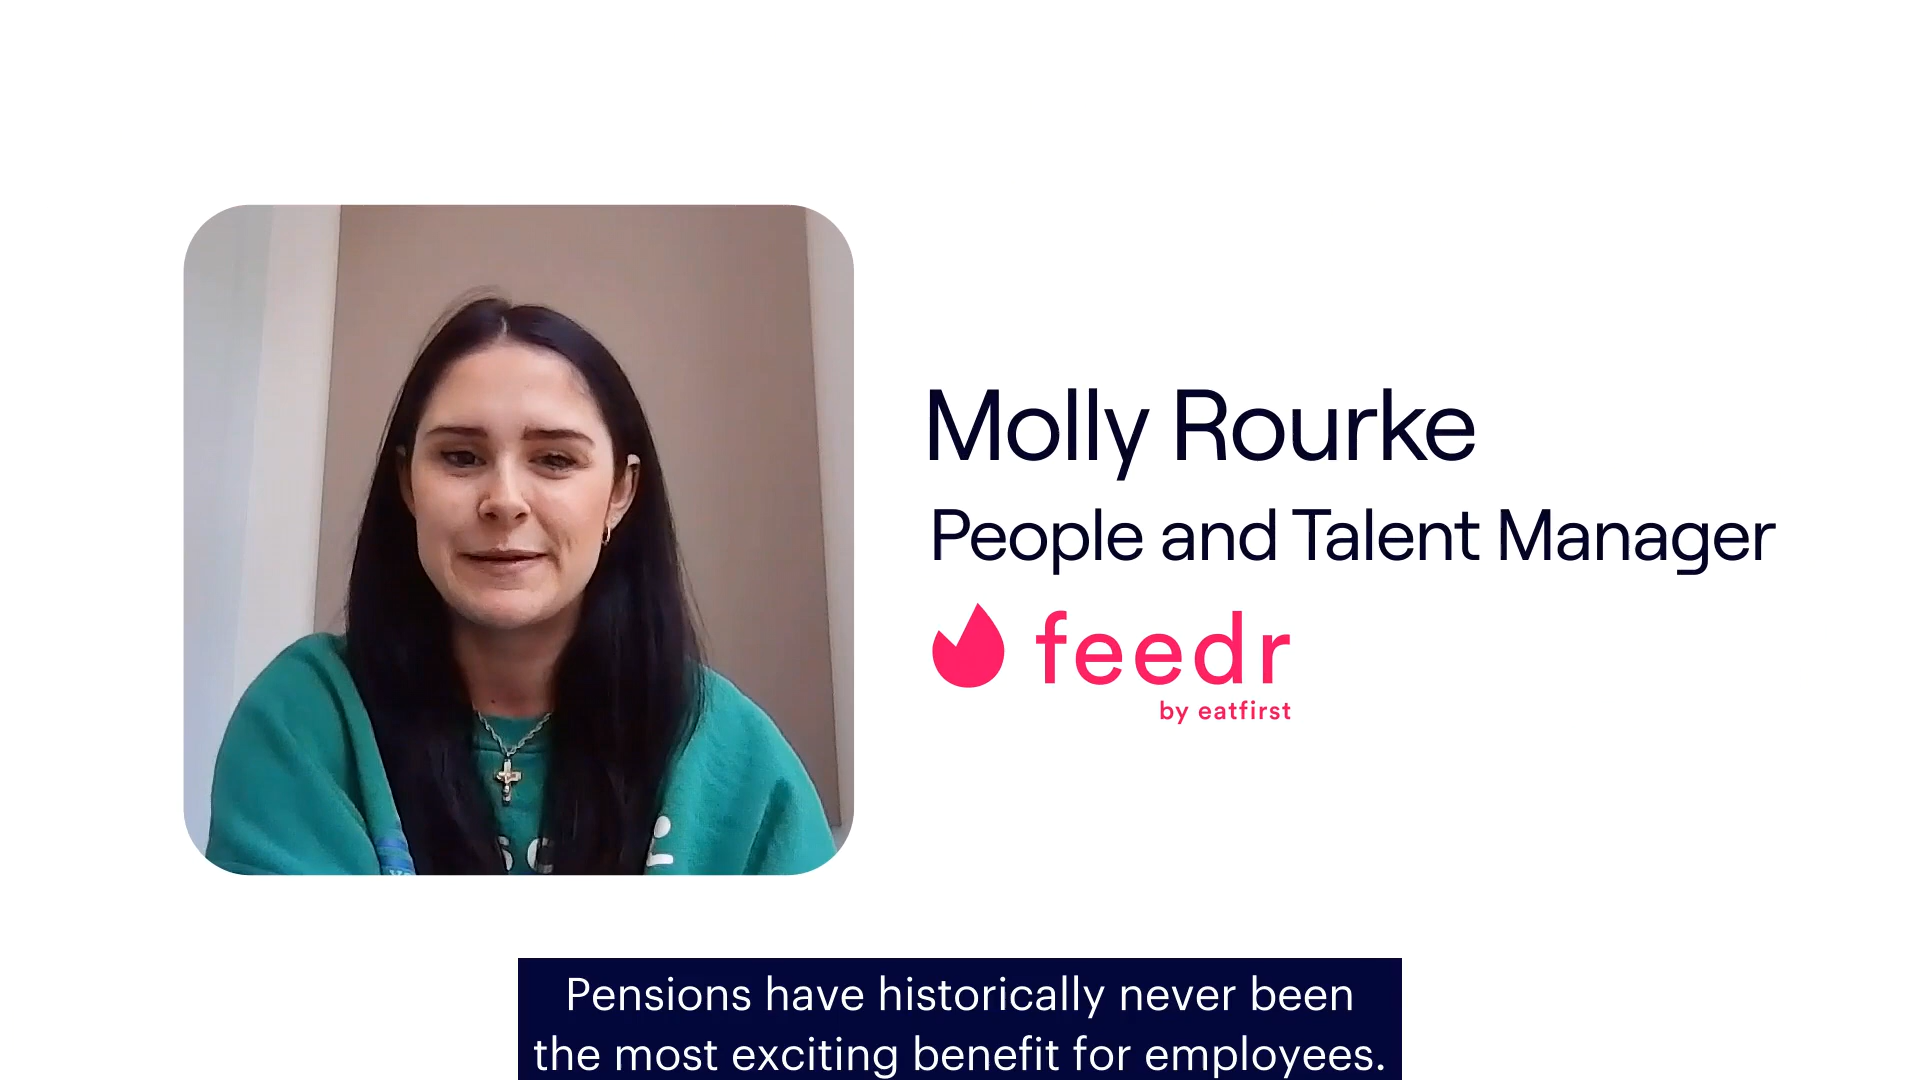 Molly Rourke
People and Talent Manager
feedr
by eatfirst
Pensions have historically never been
the most exciting benefit for employees.